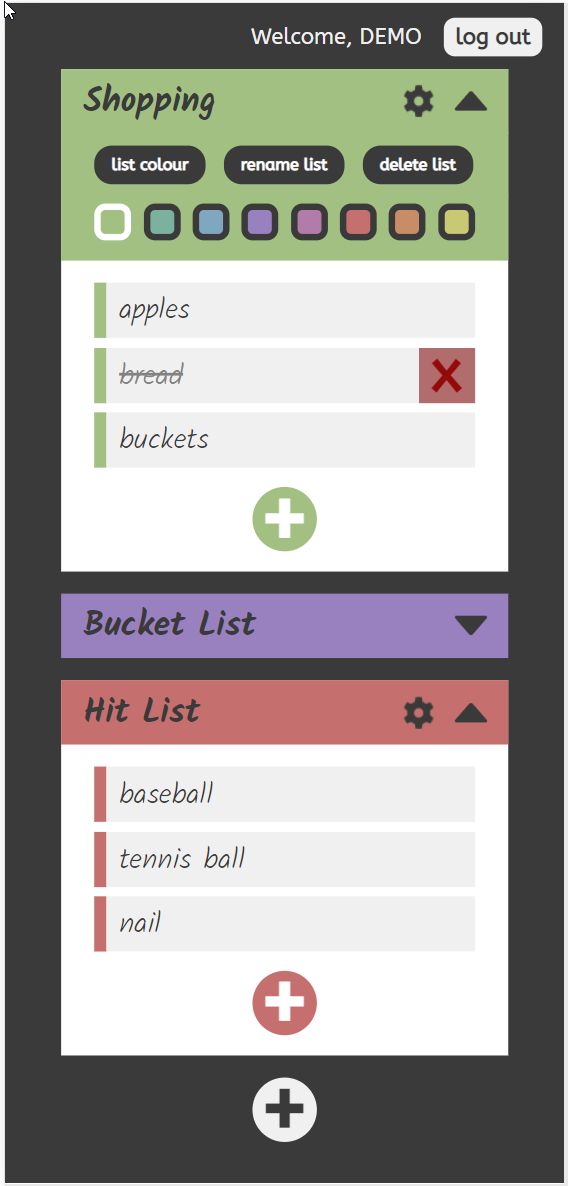 Welcome, DEMO log out
Shopping
list colour rename list delete list
apples
bread
buckets
Bucket List
Hit List
baseball
tennis ball
nail